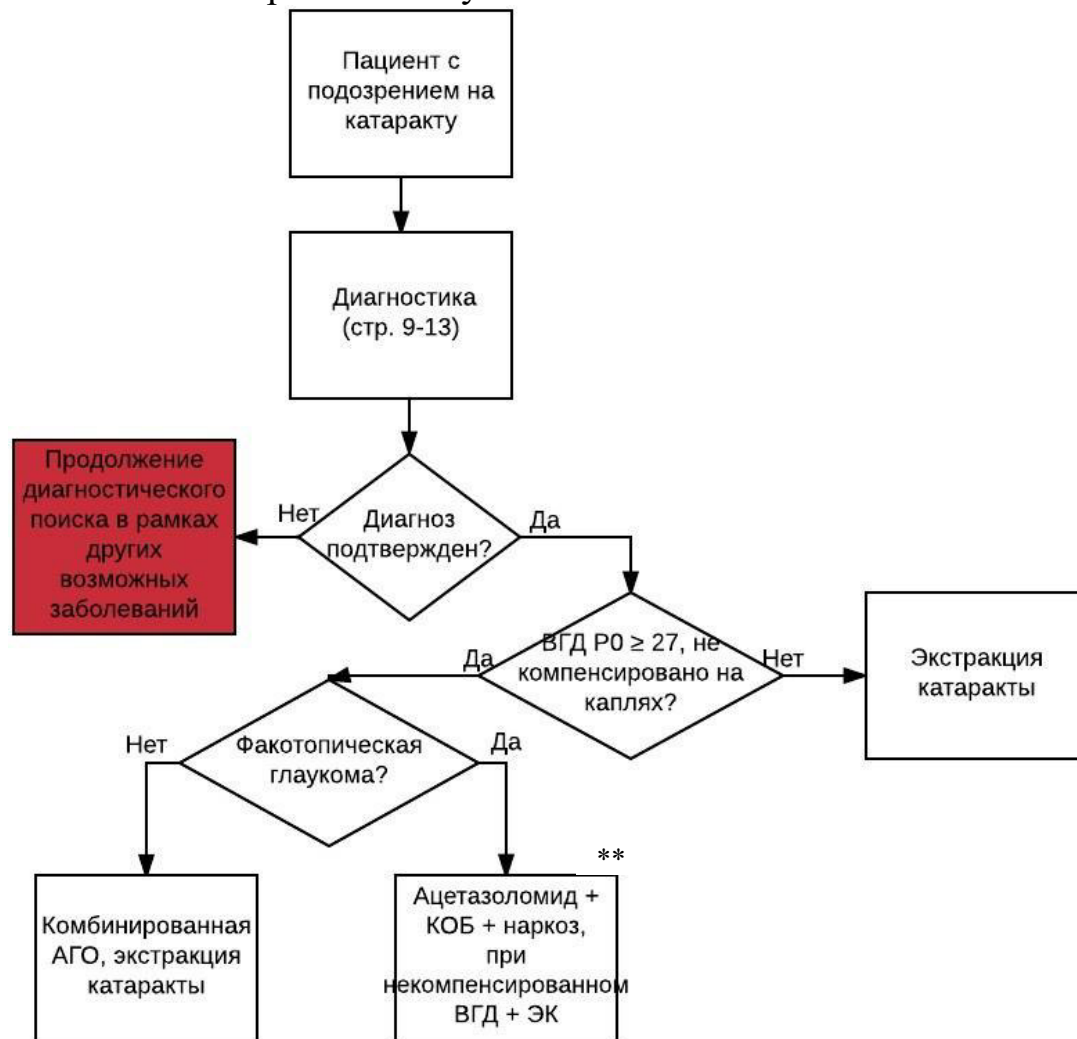 Пациент с
подозрением на
катаракту
Диагностика
(стр. 9-13)
Диагноз
подтвержден?
Нет
Да
Продолжение
диагностического
поиска в рамках
других
возможных
заболеваний
ВГД P0 ≥ 27, не
компенсировано на
каплях?
Да
Нет
Экстракция
катаракты
Факотопическая
глаукома?
Нет
Да
Комбинированная
АГО, экстракция
катаракты
**
Ацетазоломид +
КОБ + наркоз,
при
некомпенсированном
ВГД + ЭК